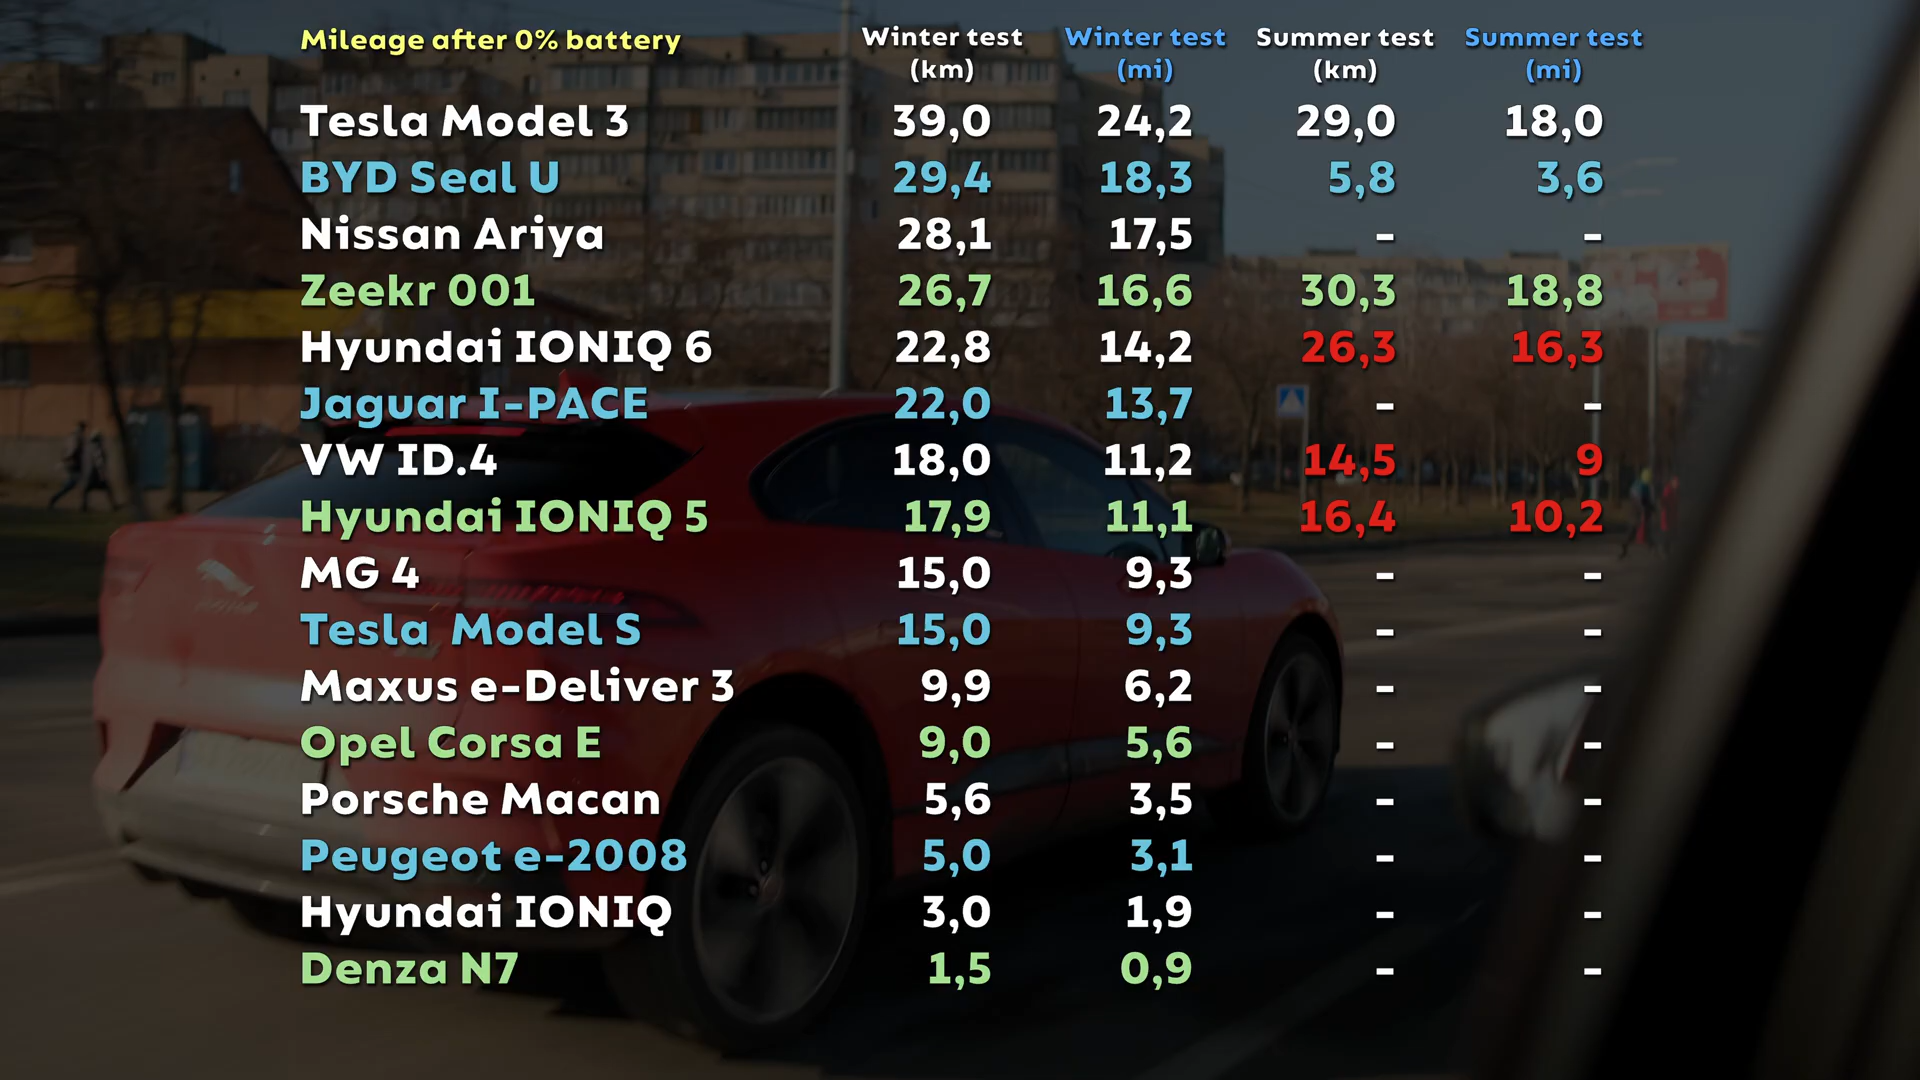 Mileage after 0% battery Winter test (km) Winter test (mi) Summer test (km) Summer test (mi)
Tesla Model 3 39,0 24,2 29,0 18,0
BYD Seal U 29,4 18,3 5,8 3,6
Nissan Ariya 28,1 17,5 - -
Zeekr 001 26,7 16,6 30,3 18,8
Hyundai IONIQ 6 22,8 14,2 26,3 16,3
Jaguar I-PACE 22,0 13,7 - -
VW ID.4 18,0 11,2 14,5 9
Hyundai IONIQ 5 17,9 11,1 16,4 10,2
MG 4 15,0 9,3 - -
Tesla Model S 15,0 9,3 - -
Maxus e-Deliver 3 9,9 6,2 - -
Opel Corsa E 9,0 5,6 - -
Porsche Macan 5,6 3,5 - -
Peugeot e-2008 5,0 3,1 - -
Hyundai IONIQ 3,0 1,9 - -
Denza N7 1,5 0,9 - -